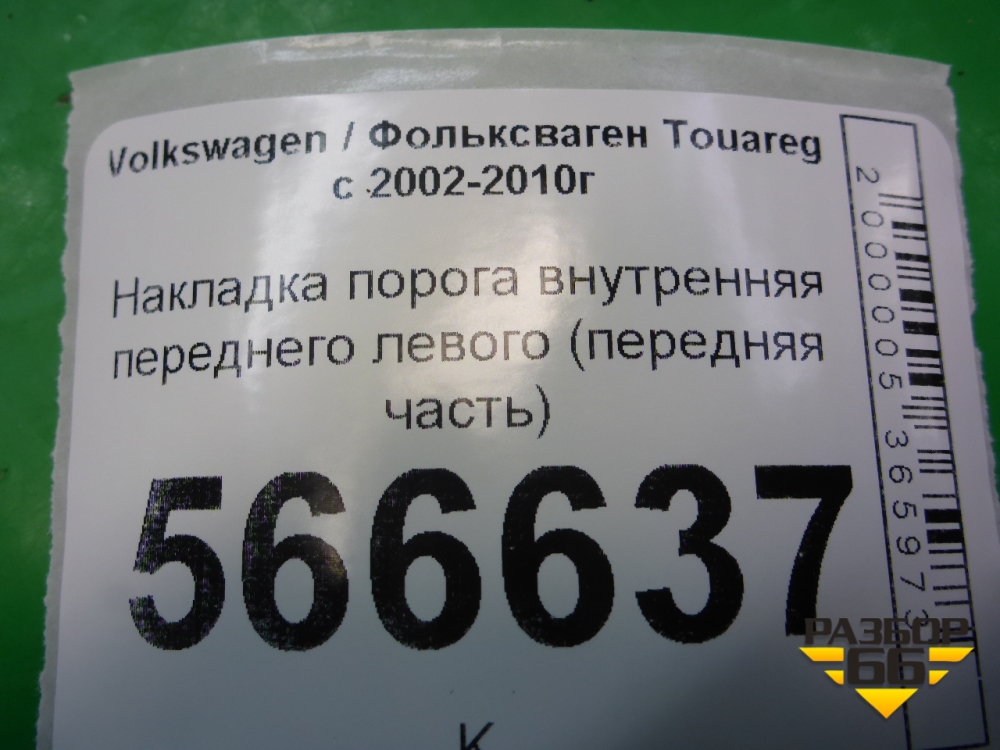 Volkswagen / Фольксваген Touareg
с 2002-2010г
Накладка порога внутренняя
переднего левого (передняя
часть)
566637
К
2000005365973
РАЗБОР
66